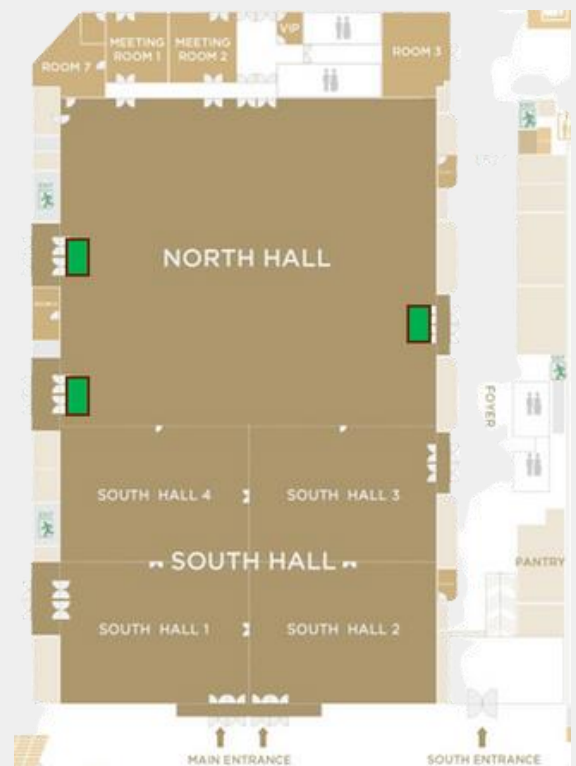 VIP
MEETING
ROOM 1
MEETING
ROOM 2
ROOM 3
ROOM 7
NORTH HALL
FOYER
SOUTH HALL 4
SOUTH HALL 3
SOUTH HALL
PANTRY
SOUTH HALL 1
SOUTH HALL 2
MAIN ENTRANCE
SOUTH ENTRANCE